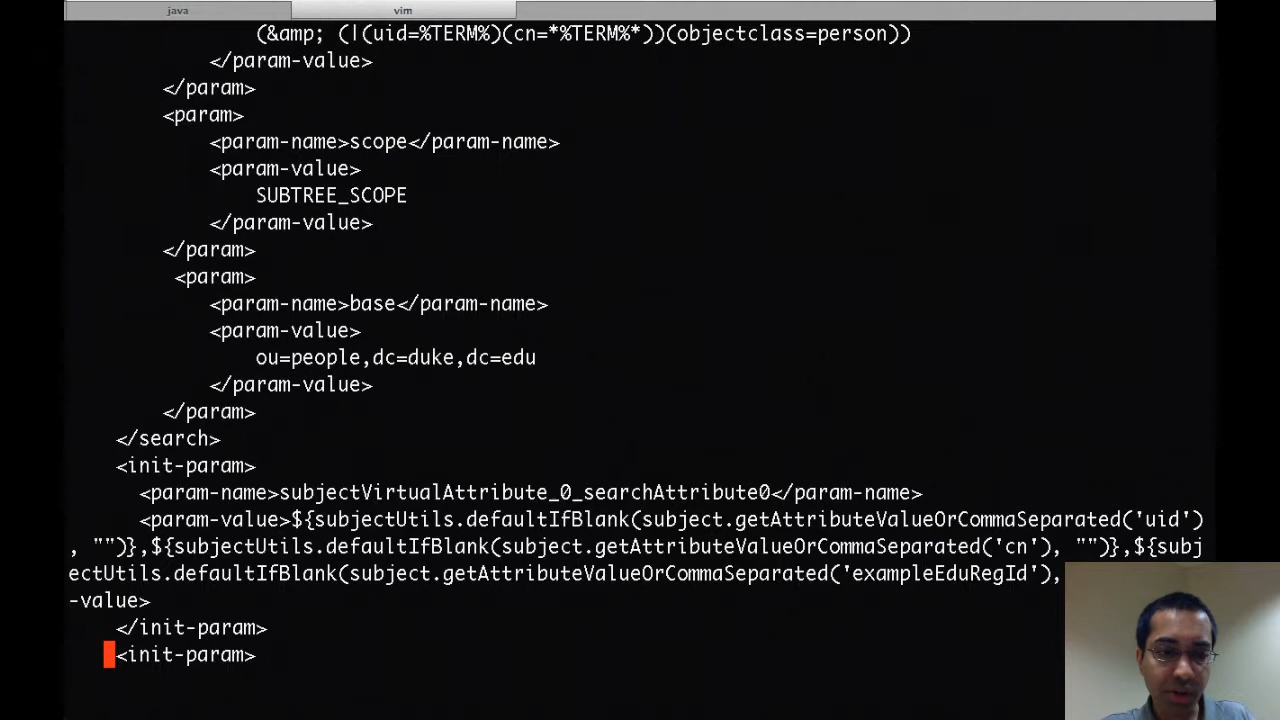 java vim
(&amp; (|(uid=%TERM%)(cn=*%TERM%*))(objectclass=person))
</param-value>
</param>
<param>
<param-name>scope</param-name>
<param-value>
SUBTREE_SCOPE
</param-value>
</param>
<param>
<param-name>base</param-name>
<param-value>
ou=people,dc=duke,dc=edu
</param-value>
</param>
</search>
<init-param>
<param-name>subjectVirtualAttribute_0_searchAttribute0</param-name>
<param-value>${subjectUtils.defaultIfBlank(subject.getAttributeValueOrCommaSeparated('uid')
, "")},${subjectUtils.defaultIfBlank(subject.getAttributeValueOrCommaSeparated('cn'), "")},${subj
ectUtils.defaultIfBlank(subject.getAttributeValueOrCommaSeparated('exampleEduRegId'),
-value>
</init-param>
<init-param>